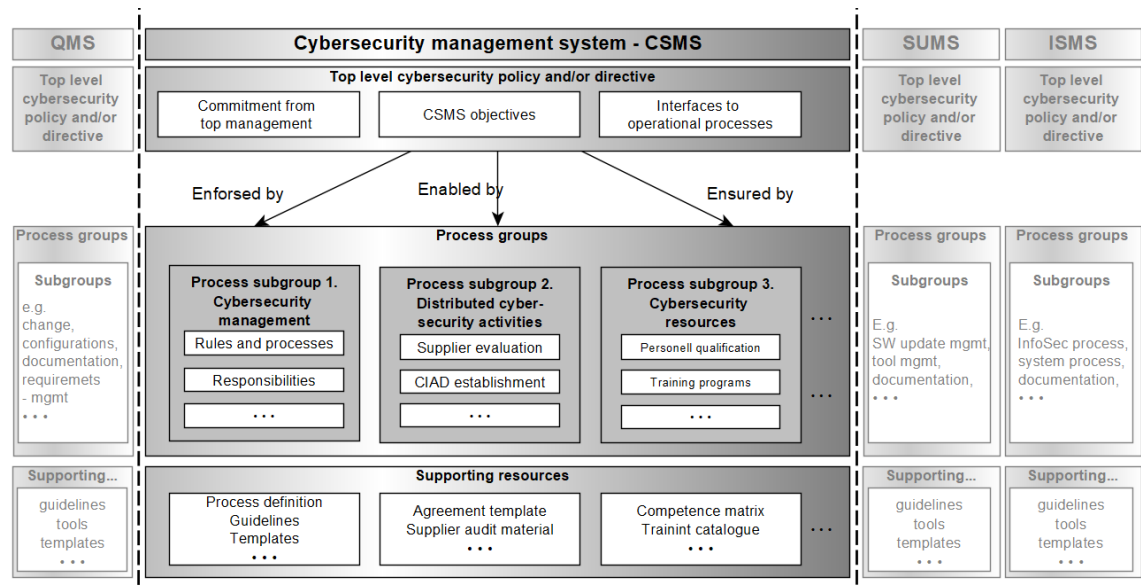 QMS
Top level
cybersecurity
policy and/or
directive
Process groups
Subgroups
e.g.
change,
configurations,
documentation,
requiremets
- mgmt
• • •
Supporting...
guidelines
tools
templates
• • •
Cybersecurity management system - CSMS
Top level cybersecurity policy and/or directive
Commitment from
top management
CSMS objectives
Interfaces to
operational processes
Enforsed by
Enabled by
Ensured by
Process groups
Process subgroup 1.
Cybersecurity
management
Rules and processes
Responsibilities
• • •
Process subgroup 2.
Distributed cyber-
security activities
Supplier evaluation
CIAD establishment
• • •
Process subgroup 3.
Cybersecurity
resources
Personell qualification
Training programs
• • •
• • •
• • •
Supporting resources
Process definition
Guidelines
Templates
• • •
Agreement template
Supplier audit material
• • •
Competence matrix
Trainint catalogue
• • •
• • •
SUMS
Top level
cybersecurity
policy and/or
directive
Process groups
Subgroups
E.g.
SW update mgmt,
tool mgmt,
documentation,
• • •
Supporting...
guidelines
tools
templates
• • •
ISMS
Top level
cybersecurity
policy and/or
directive
Process groups
Subgroups
E.g.
InfoSec process,
system process,
documentation,
• • •
Supporting...
guidelines
tools
templates
• • •